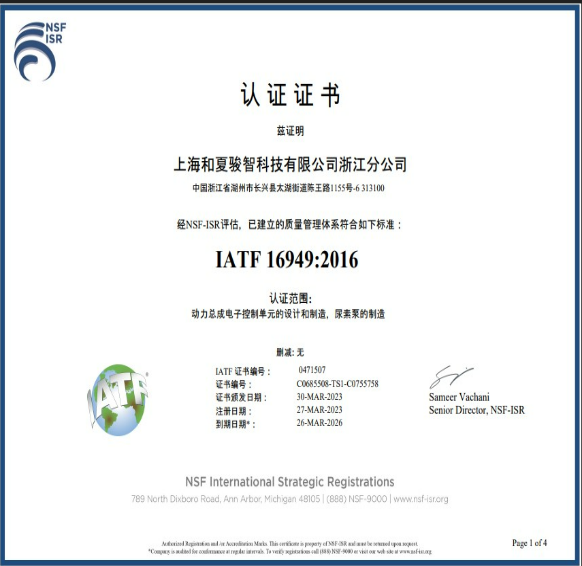 NSF
ISR
认证证书
兹证明
上海和夏骏智科技有限公司浙江分公司
中国浙江省湖州市长兴县太湖街道陈王路1155号-6 313100
经NSF-ISR评估，已建立的质量管理体系符合如下标准：
IATF 16949:2016
认证范围:
动力总成电子控制单元的设计和制造，尿素泵的制造
删减: 无
IATF 证书编号： 0471507
证书编号： C0685508-TS1-C0755758
证书颁发日期： 30-MAR-2023
注册日期： 27-MAR-2023
到期日期*： 26-MAR-2026
IATF
Sameer Vachani
Senior Director, NSF-ISR
NSF International Strategic Registrations
789 North Dixboro Road, Ann Arbor, Michigan 48105 | (888) NSF-9000 | www.nsf-isr.org
Authorized Registration and/or Accreditation Marks. This certificate is property of NSF-ISR and must be returned upon request.
*Company is audited for conformance at regular intervals. To verify registrations call (888) NSF-9000 or visit our web site at www.nsf-isr.org
Page 1 of 4